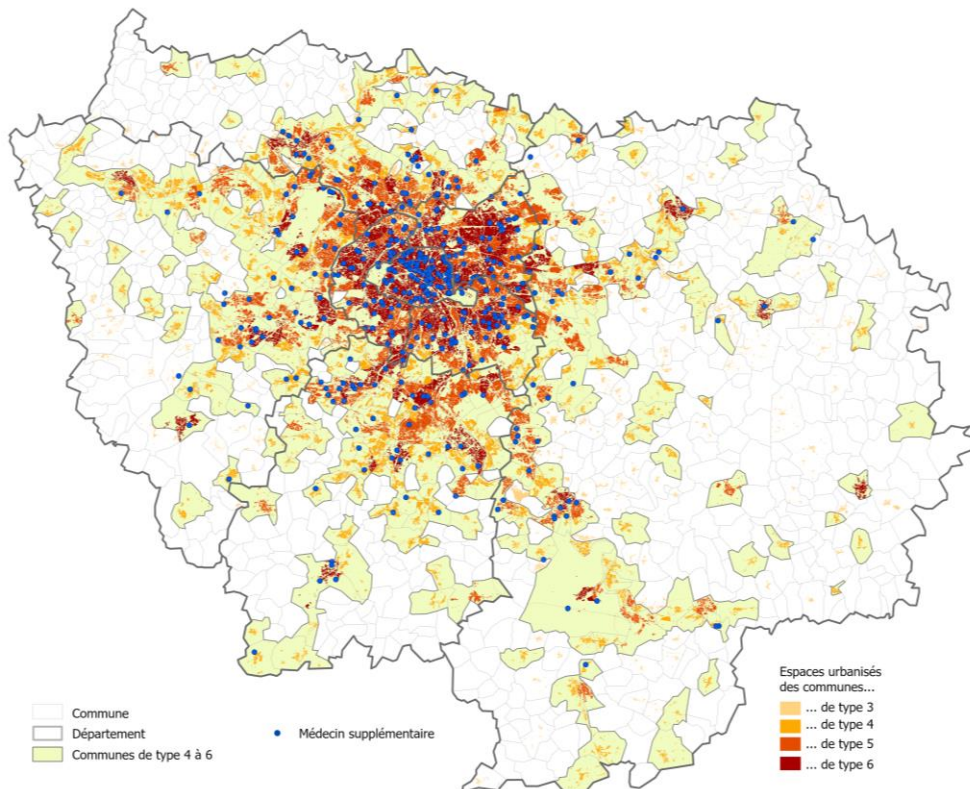 Commune
Département
Communes de type 4 à 6
Médecin supplémentaire
Espaces urbanisés
des communes...
... de type 3
... de type 4
... de type 5
... de type 6